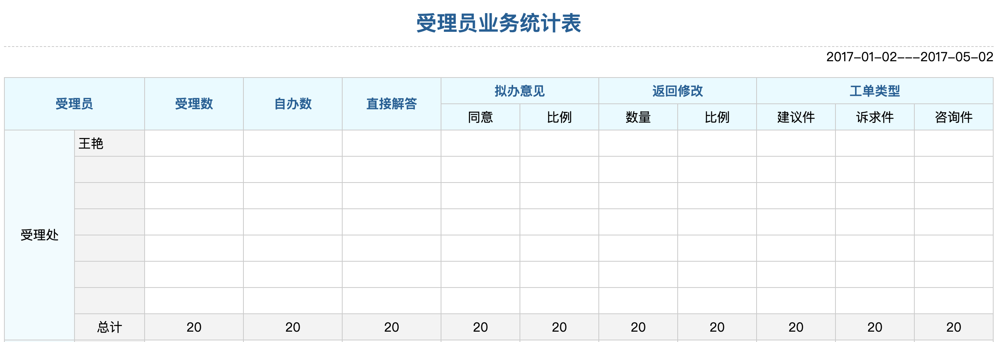 受理员业务统计表
2017-01-02---2017-05-02
受理员 受理数 自办数 直接解答 拟办意见 返回修改 工单类型
同意 比例 数量 比例 建议件 诉求件 咨询件
王艳
受理处
总计 20 20 20 20 20 20 20 20 20 20